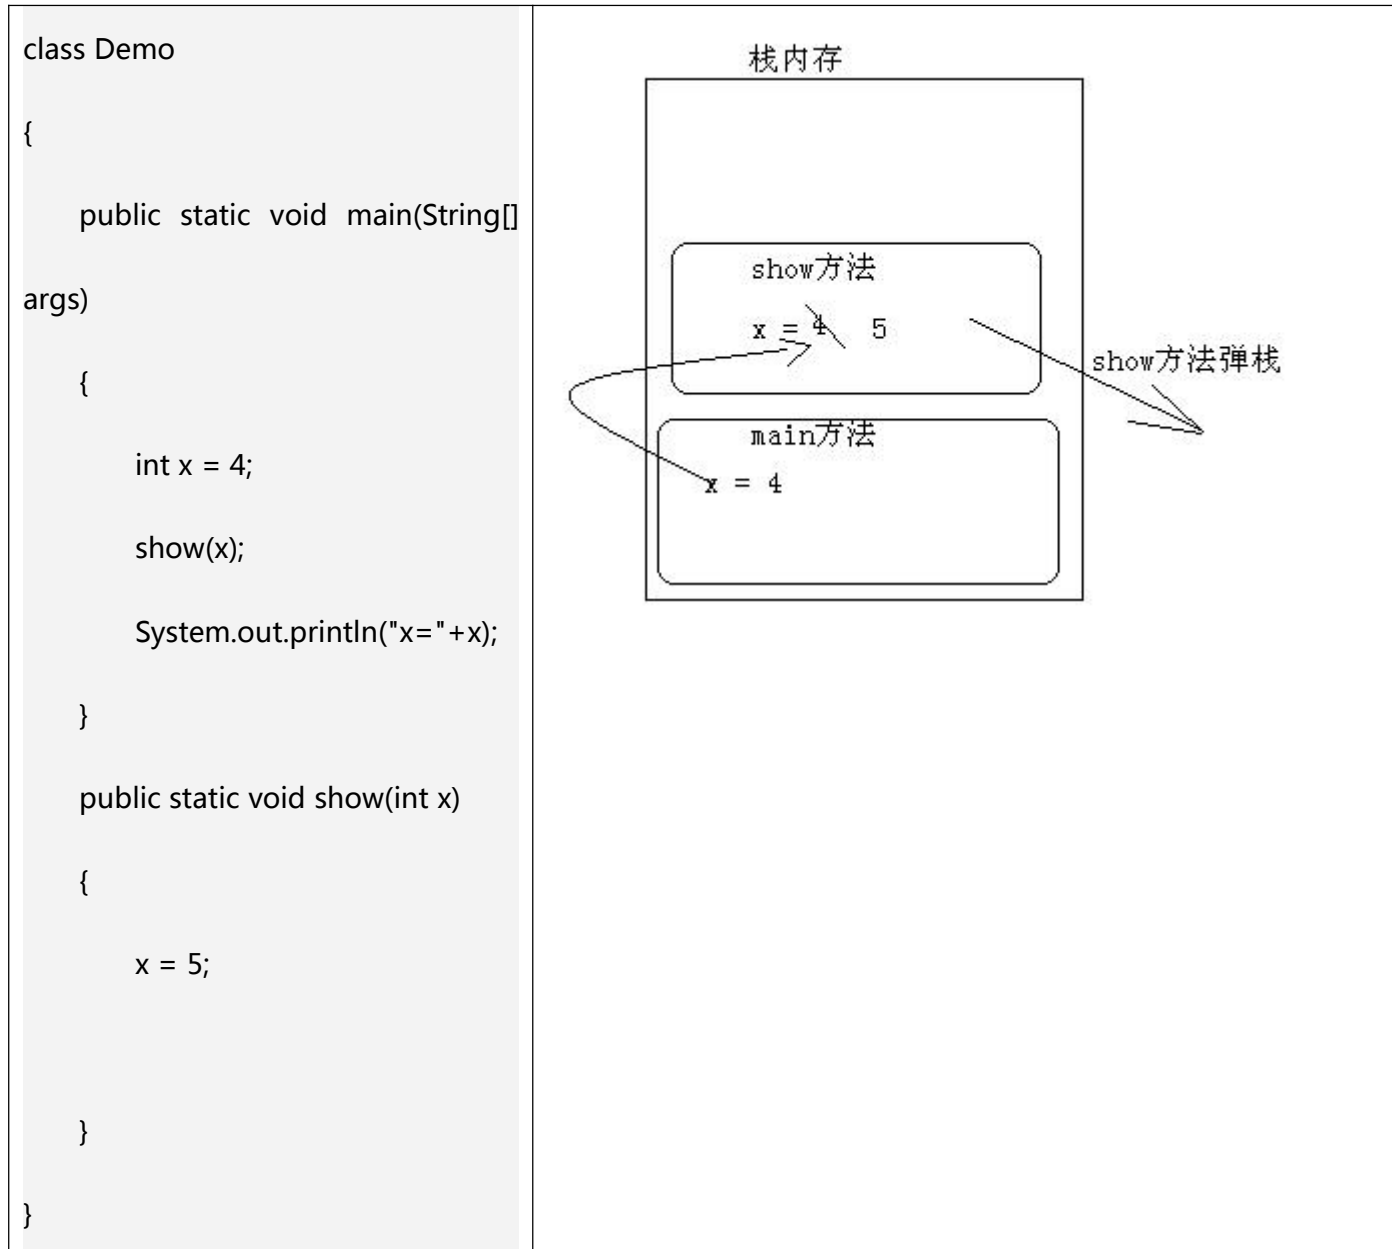 class Demo
{
public static void main(String[]
args)
{
int x = 4;
show(x);
System.out.println("x="+x);
}
public static void show(int x)
{
x = 5;
}
}
栈内存
show方法
x = 4 5
show方法弹栈
main方法
x = 4